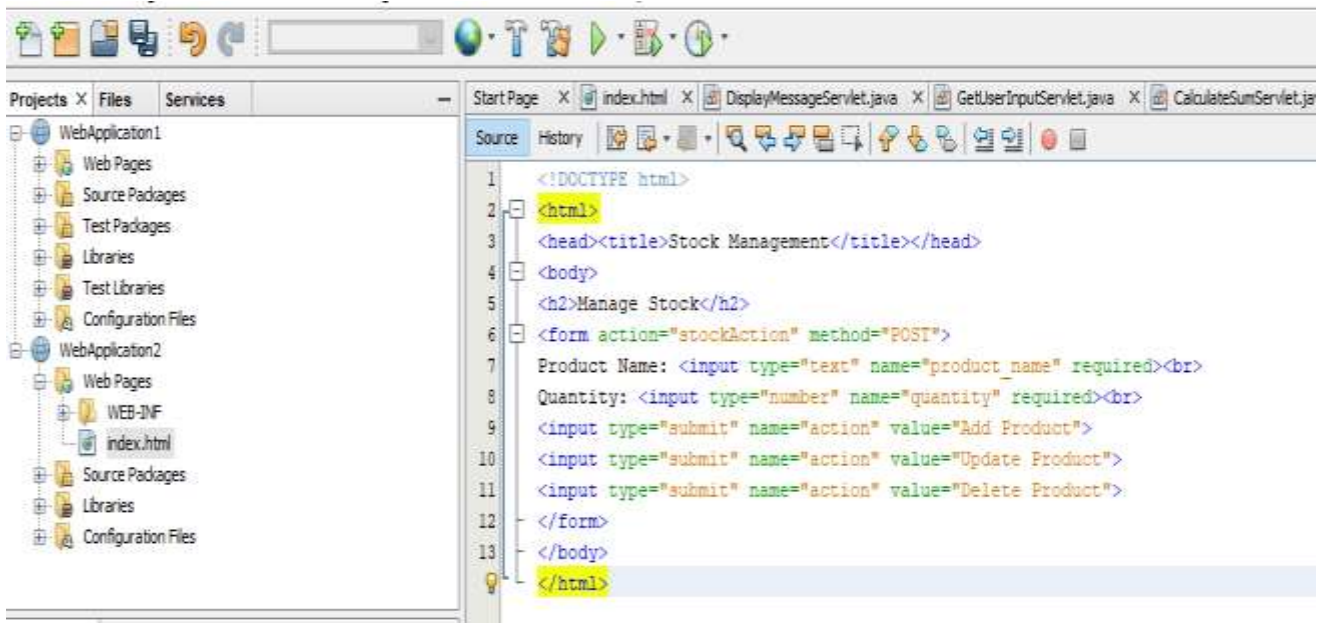 Projects Files Services
WebApplication1
Web Pages
Source Packages
Test Packages
Libraries
Test Libraries
Configuration Files
WebApplication2
Web Pages
WEB-INF
index.html
Source Packages
Libraries
Configuration Files
Start Page index.html DisplayMessageServlet.java GetUserInputServlet.java CalculateSumServlet.ja
Source History
1 <!DOCTYPE html>
2 <html>
3 <head><title>Stock Management</title></head>
4 <body>
5 <h2>Manage Stock</h2>
6 <form action="stockAction" method="POST">
7 Product Name: <input type="text" name="product_name" required><br>
8 Quantity: <input type="number" name="quantity" required><br>
9 <input type="submit" name="action" value="Add Product">
10 <input type="submit" name="action" value="Update Product">
11 <input type="submit" name="action" value="Delete Product">
12 </form>
13 </body>
</html>